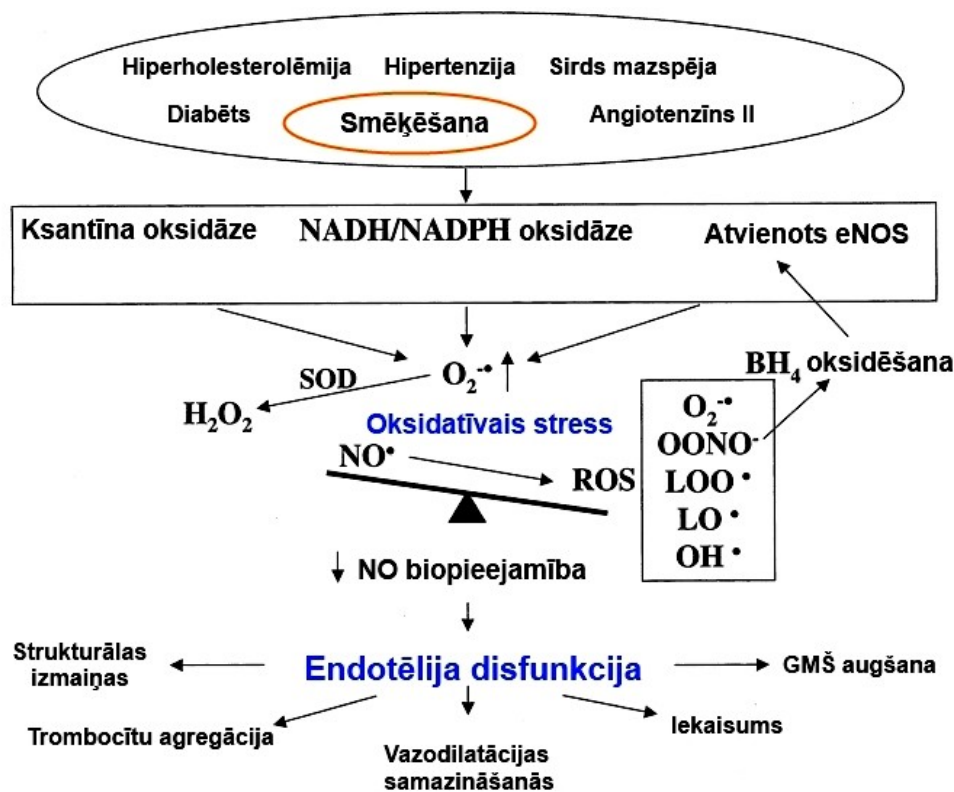 Hiperholesterolēmija Hipertenzija Sirds mazspēja
Diabēts Smēķēšana Angiotenzīns II
Ksantīna oksidāze NADH/NADPH oksidāze Atvienots eNOS
O₂⁻• SOD
BH₄ oksidēšana
H₂O₂
Oksidatīvais stress
NO• ROS
O₂⁻•
OONO⁻
LOO •
LO •
OH •
NO biopieejamība
Endotēlija disfunkcija
Strukturālas
izmaiņas
GMŠ augšana
Trombocītu agregācija
Iekaisums
Vazodilatācijas
samazināšanās